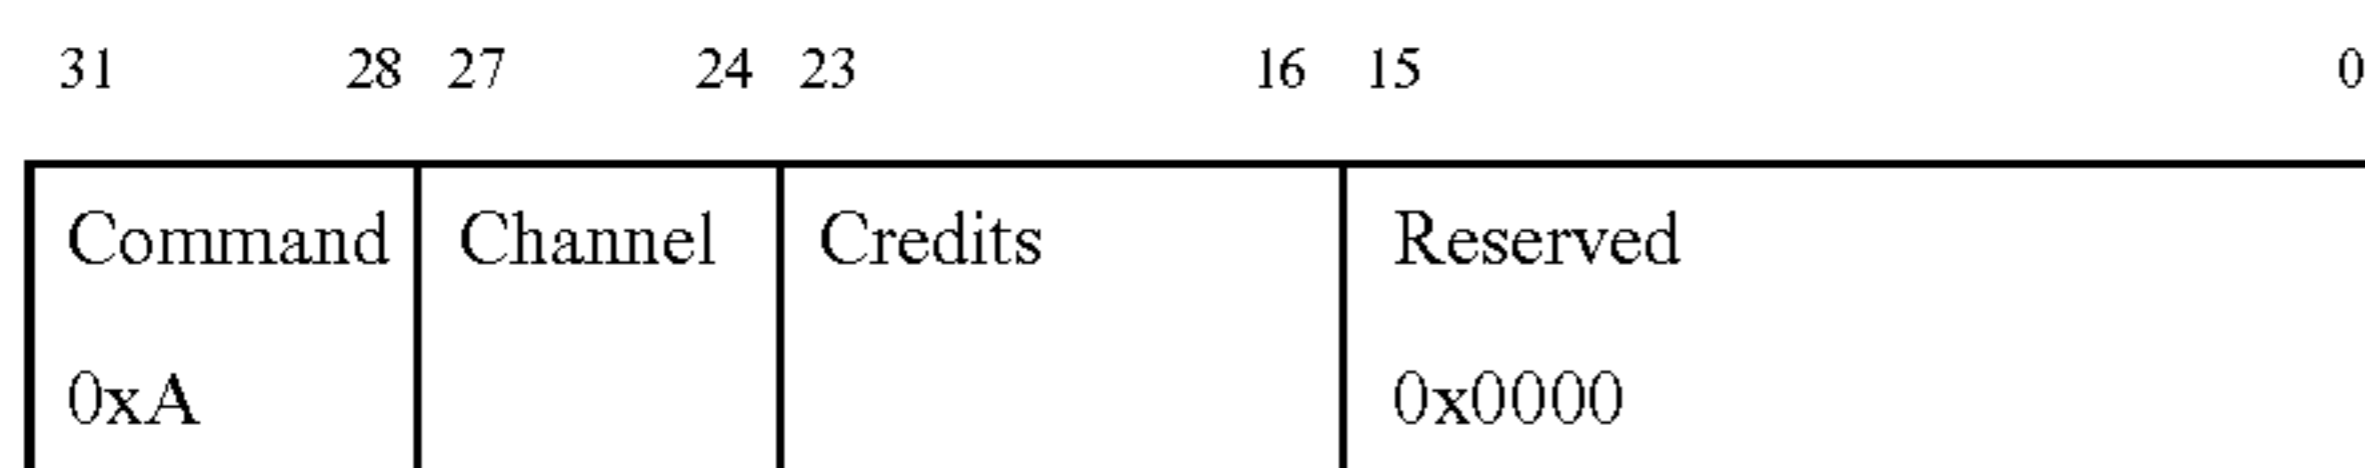 31 28 27 24 23 16 15 0
Command Channel Credits Reserved
0xA 0x0000